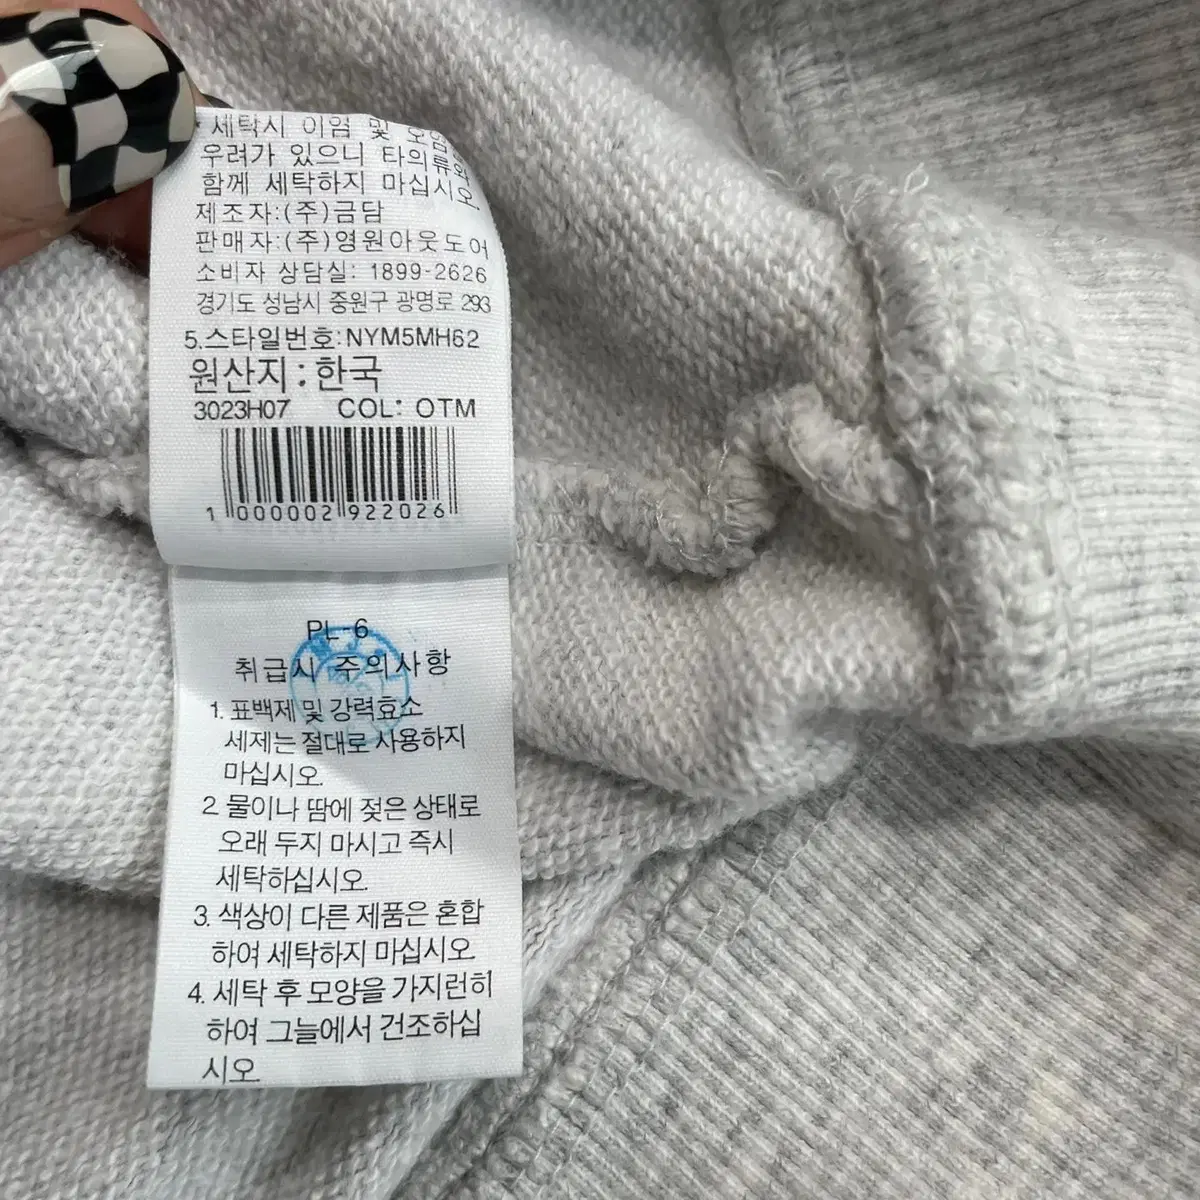 세탁시 이염 및 오염
우려가 있으니 타의류와
함께 세탁하지 마십시오.
제조자:(주)금담
판매자:(주)영원아웃도어
소비자 상담실: 1899-2626
경기도 성남시 중원구 광명로 293
5.스타일번호:NYM5MH62
원산지:한국
3023H07 COL: OTM
1 000002 922026
PL-6
취급시 주의사항
1. 표백제 및 강력효소
세제는 절대로 사용하지
마십시오.
2. 물이나 땀에 젖은 상태로
오래 두지 마시고 즉시
세탁하십시오.
3. 색상이 다른 제품은 혼합
하여 세탁하지 마십시오.
4. 세탁 후 모양을 가지런히
하여 그늘에서 건조하십
시오.